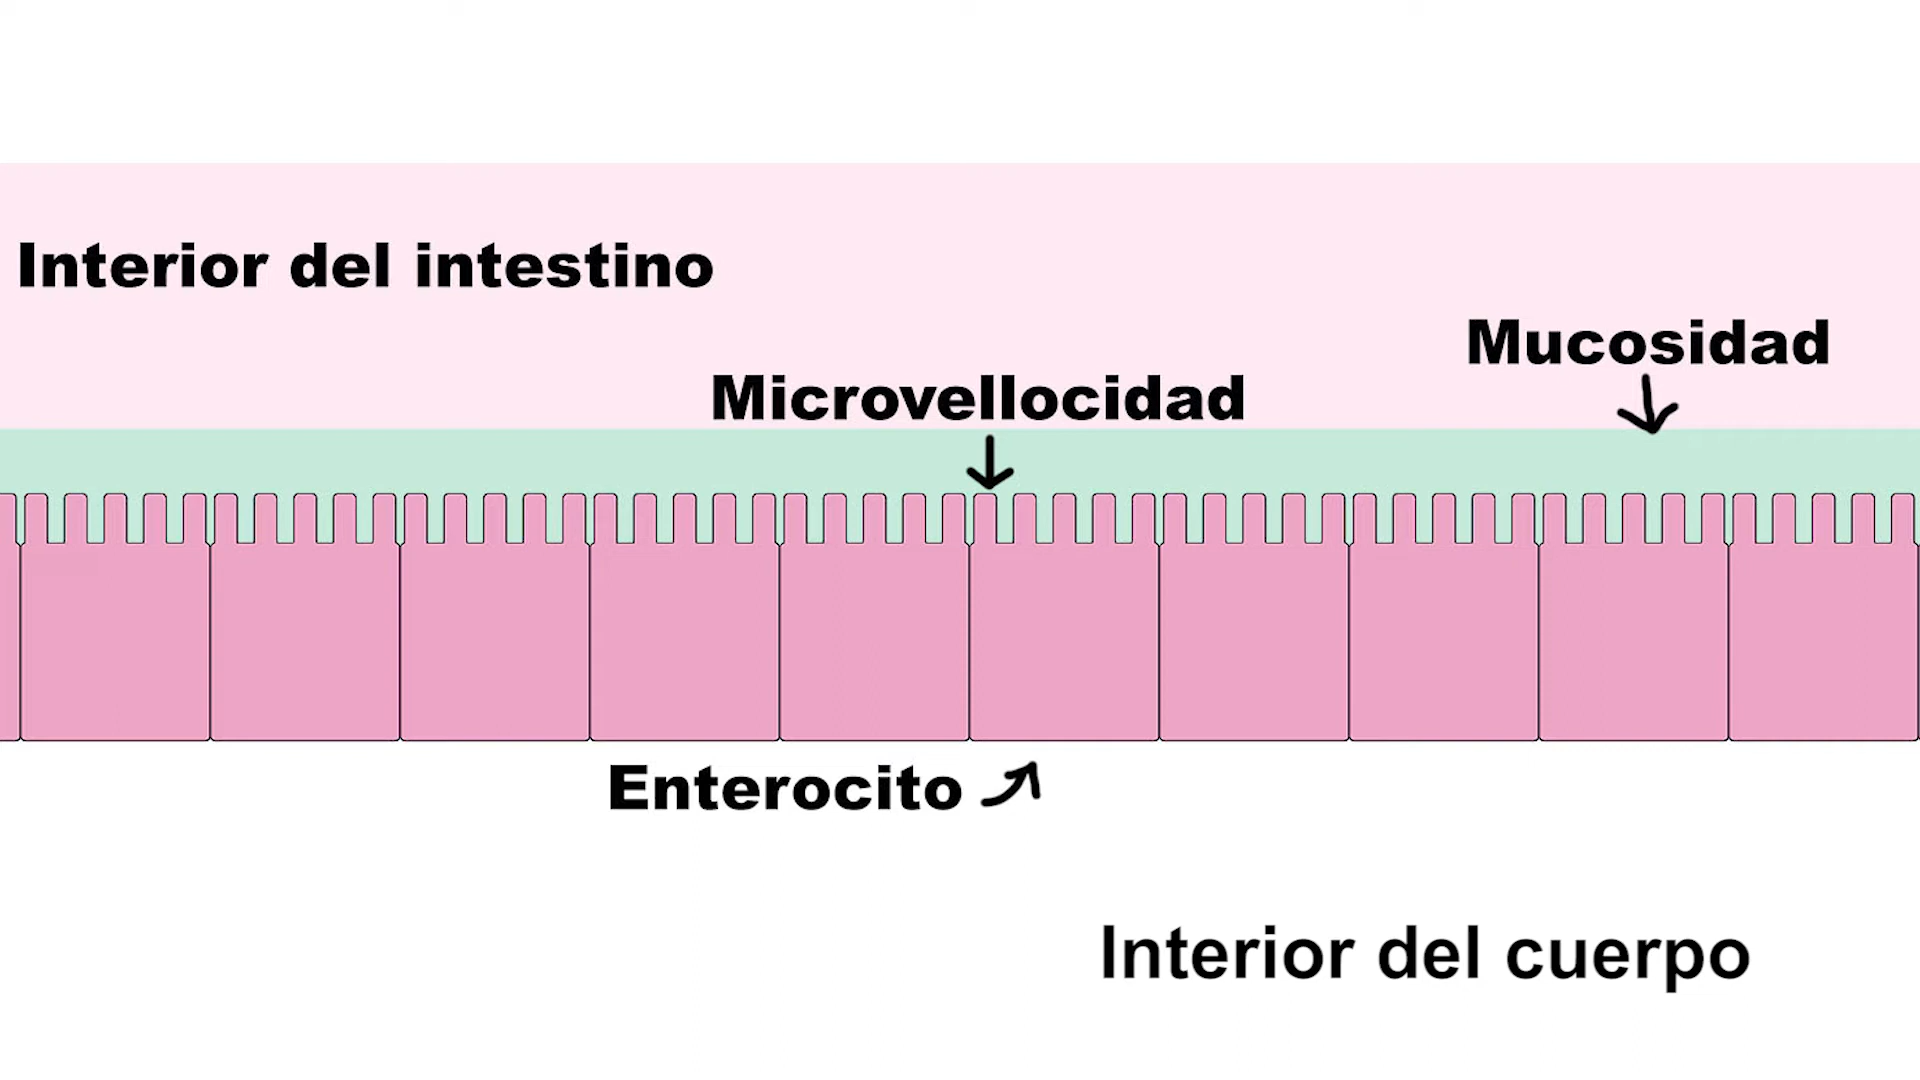 Interior del intestino
Mucosidad
Microvellocidad
Enterocito
Interior del cuerpo